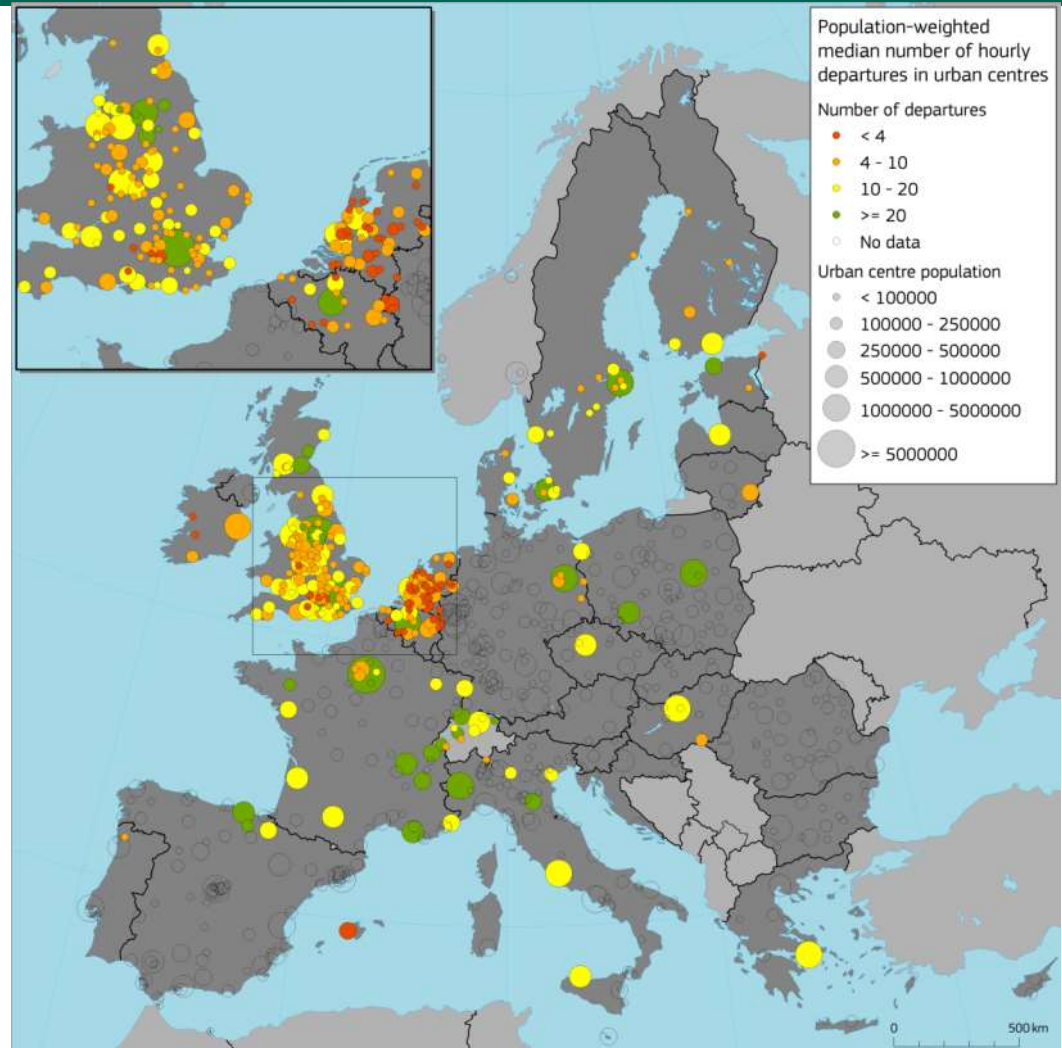 Population-weighted
median number of hourly
departures in urban centres
Number of departures
< 4
4 - 10
10 - 20
>= 20
No data
Urban centre population
< 100000
100000 - 250000
250000 - 500000
500000 - 1000000
1000000 - 5000000
>= 5000000
0 500 km